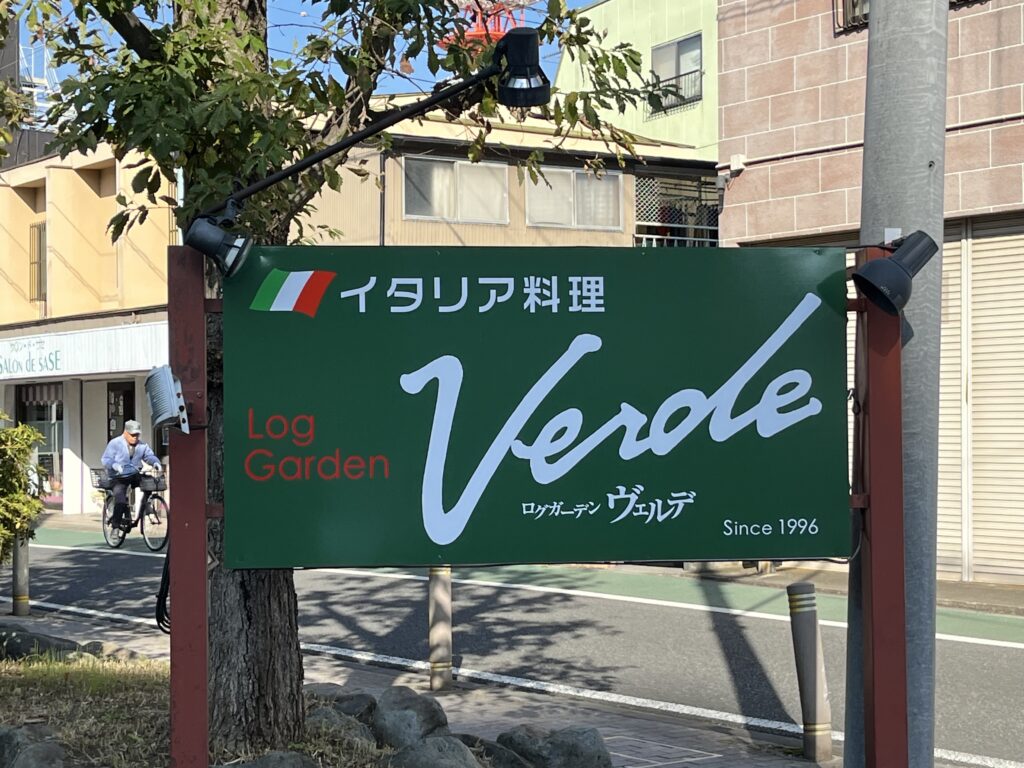 イタリア料理
Verde
Log
Garden
ログガーデン ヴェルデ
Since 1996
SALON de SASE